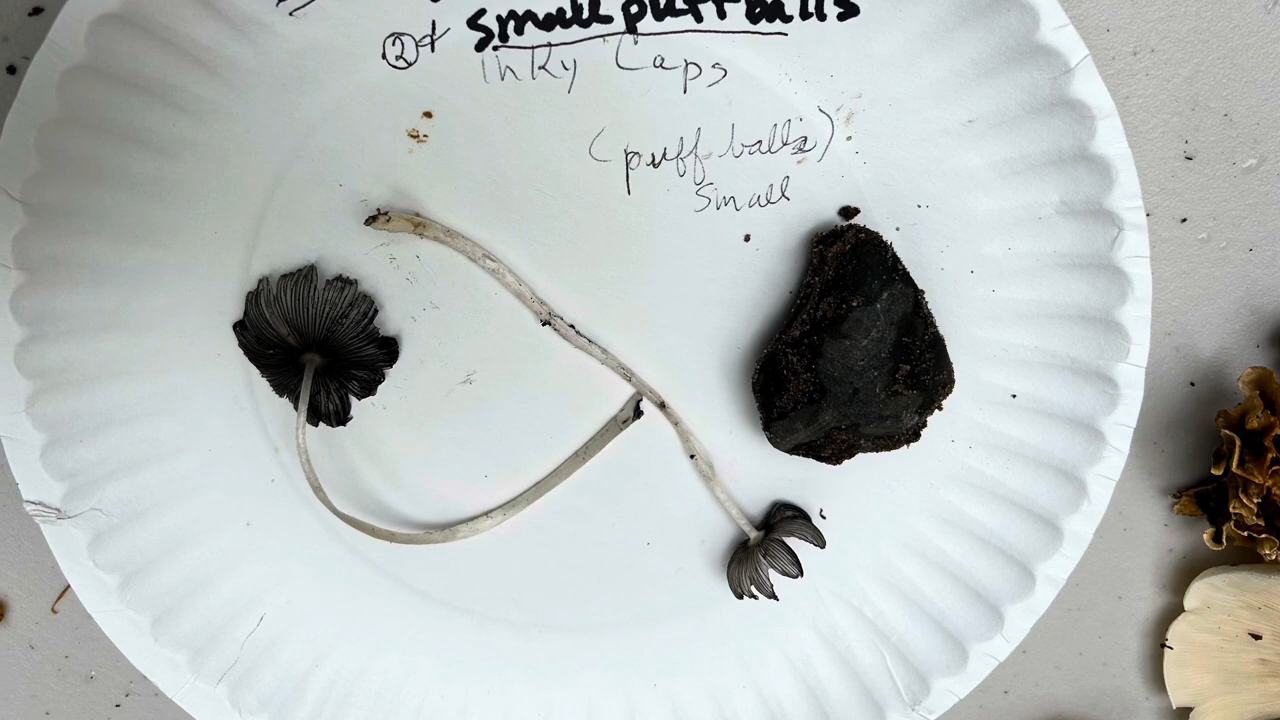 ② & small puffballs
Inky Caps
(puff balls)
small